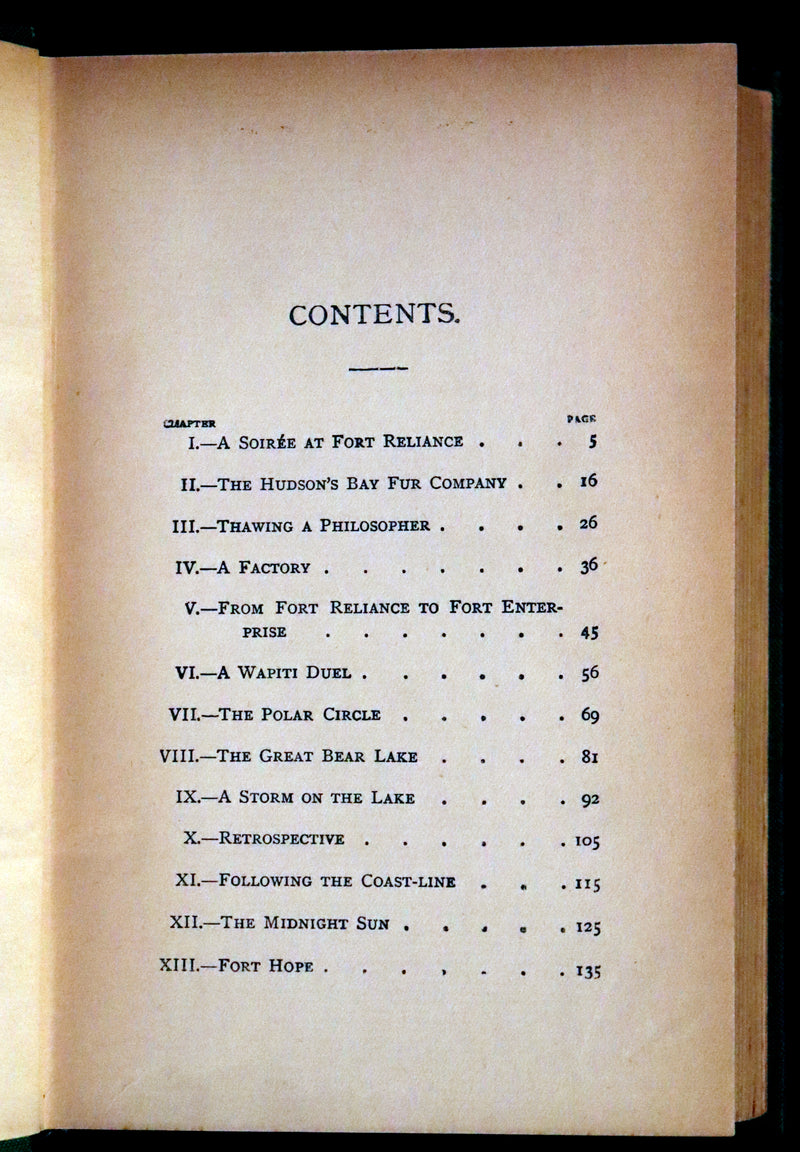 CONTENTS.
CHAPTER PAGE
I.—A Soirée at Fort Reliance . . . 5
II.—The Hudson's Bay Fur Company . . 16
III.—Thawing a Philosopher . . . . 26
IV.—A Factory . . . . . . . 36
V.—From Fort Reliance to Fort Enter-
prise . . . . . . . 45
VI.—A Wapiti Duel . . . . . . 56
VII.—The Polar Circle . . . . . 69
VIII.—The Great Bear Lake . . . . 81
IX.—A Storm on the Lake . . . . 92
X.—Retrospective . . . . . . 105
XI.—Following the Coast-line . . . 115
XII.—The Midnight Sun . . . . . 125
XIII.—Fort Hope . . . . . . . 135